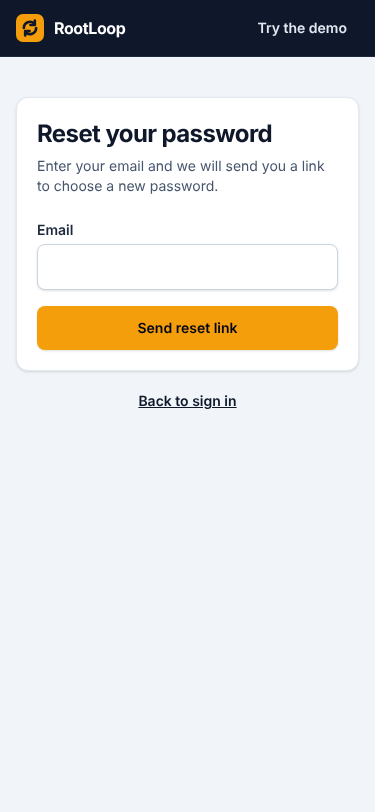 RootLoop
Try the demo
Reset your password
Enter your email and we will send you a link
to choose a new password.
Email
Send reset link
Back to sign in